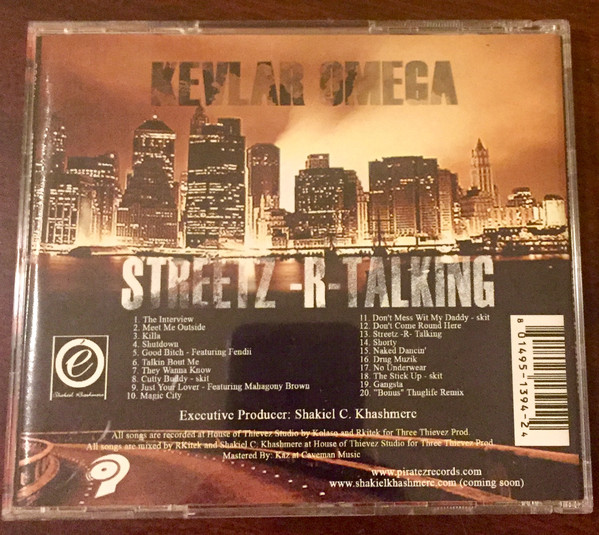 KEVLAR OMEGA
STREETZ -R- TALKING
1. The Interview
2. Meet Me Outside
3. Killa
4. Shutdown
5. Good Bitch - Featuring Fendii
6. Talkin Bout Me
7. They Wanna Know
8. Cutty Buddy - skit
9. Just Your Lover - Featuring Mahagony Brown
10. Magic City
11. Don't Mess Wit My Daddy - skit
12. Don't Come Round Here
13. Streetz -R- Talking
14. Shorty
15. Naked Dancin'
16. Drug Muzik
17. No Underwear
18. The Stick Up - skit
19. Gangsta
20. "Bonus" Thuglife Remix
é
Shakiel Khashmere
8 01495-1394-2 4
Executive Producer: Shakiel C. Khashmere
All songs are recorded at House of Thievez Studio by Kelaso and Rkitek for Three Thievez Prod.
All songs are mixed by RKitek and Shakiel C. Khashmere at House of Thievez Studio for Three Thievez Prod.
Mastered By: Kaz at Caveman Music
www.piratezrecords.com
www.shakielkhashmere.com (coming soon)